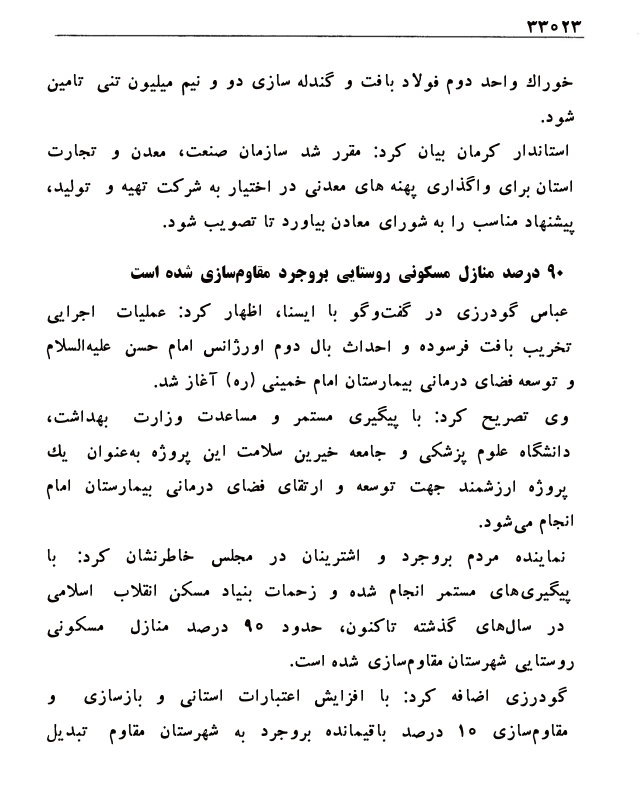 ۳۳۰۲۳
خوراك واحد دوم فولاد بافت و گندله سازی دو و نیم میلیون تنی تامین
شود.
استاندار کرمان بیان کرد: مقرر شد سازمان صنعت، معدن و تجارت
استان برای واگذاری پهنه های معدنی در اختیار به شرکت تهیه و تولید،
پیشنهاد مناسب را به شورای معادن بیاورد تا تصویب شود.
۹۰ درصد منازل مسکونی روستایی بروجرد مقاوم‌سازی شده است
عباس گودرزی در گفت‌وگو با ایسنا، اظهار کرد: عملیات اجرایی
تخریب بافت فرسوده و احداث بال دوم اورژانس امام حسن علیه‌السلام
و توسعه فضای درمانی بیمارستان امام خمینی (ره) آغاز شد.
وی تصریح کرد: با پیگیری مستمر و مساعدت وزارت بهداشت،
دانشگاه علوم پزشکی و جامعه خیرین سلامت این پروژه به‌عنوان یك
پروژه ارزشمند جهت توسعه و ارتقای فضای درمانی بیمارستان امام
انجام می‌شود.
نماینده مردم بروجرد و اشترینان در مجلس خاطرنشان کرد: با
پیگیری‌های مستمر انجام شده و زحمات بنیاد مسکن انقلاب اسلامی
در سال‌های گذشته تاکنون، حدود ۹۰ درصد منازل مسکونی
روستایی شهرستان مقاوم‌سازی شده است.
گودرزی اضافه کرد: با افزایش اعتبارات استانی و بازسازی و
مقاوم‌سازی ۱۰ درصد باقیمانده بروجرد به شهرستان مقاوم تبدیل